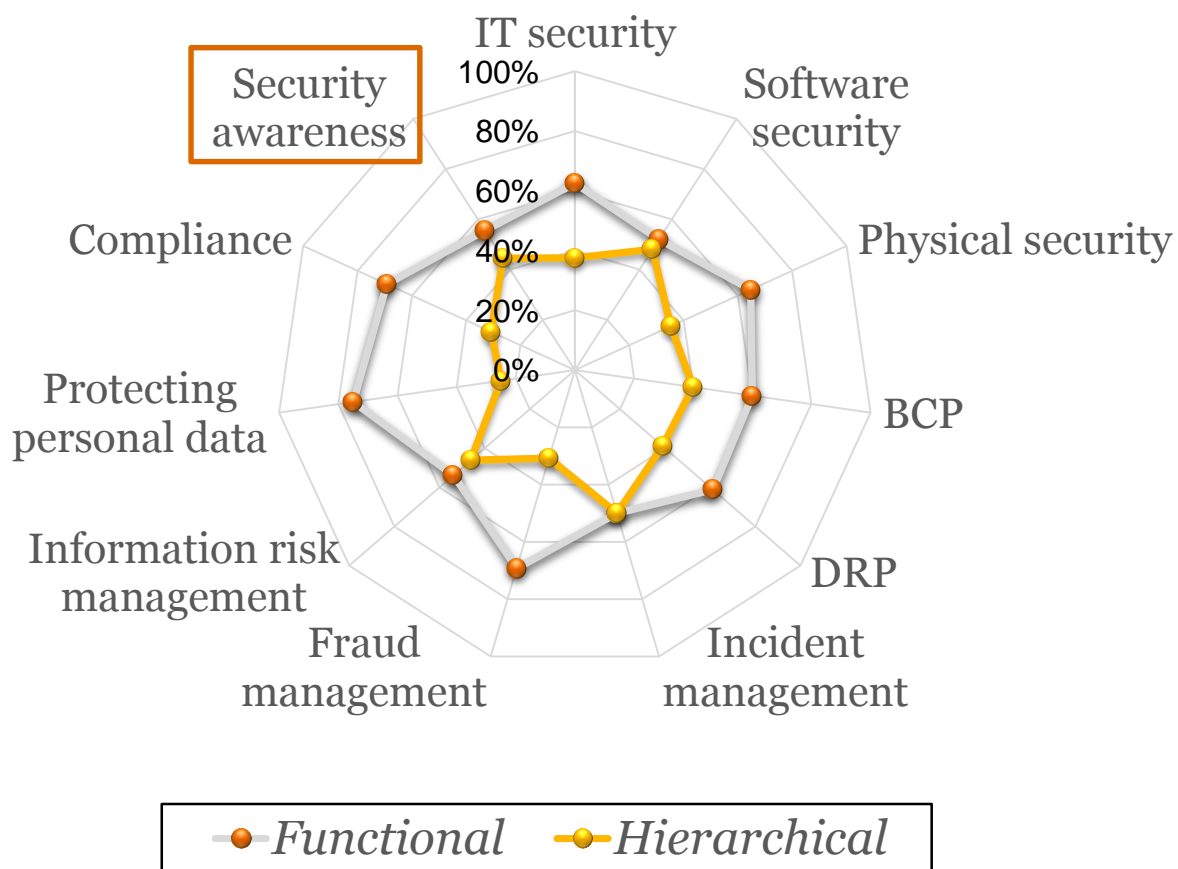 IT security
Security
awareness
Software
security
100%
80%
60%
40%
20%
0%
Compliance
Physical security
Protecting
personal data
BCP
Information risk
management
DRP
Fraud
management
Incident
management
Functional
Hierarchical